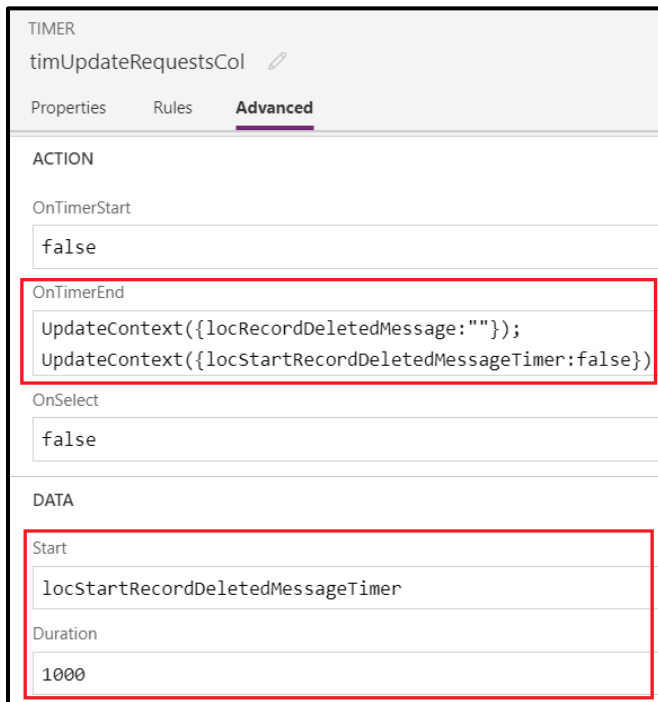 TIMER
timUpdateRequestsCol
Properties Rules Advanced
ACTION
OnTimerStart
false
OnTimerEnd
UpdateContext({locRecordDeletedMessage:""});
UpdateContext({locStartRecordDeletedMessageTimer:false})
OnSelect
false
DATA
Start
locStartRecordDeletedMessageTimer
Duration
1000